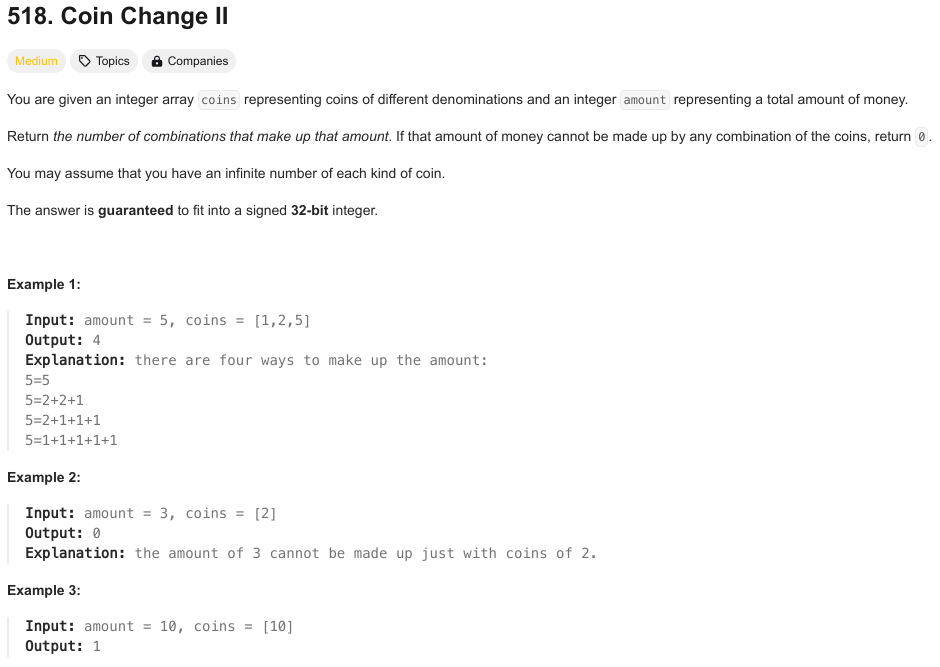 518. Coin Change II
Medium Topics Companies
You are given an integer array coins representing coins of different denominations and an integer amount representing a total amount of money.
Return the number of combinations that make up that amount. If that amount of money cannot be made up by any combination of the coins, return 0.
You may assume that you have an infinite number of each kind of coin.
The answer is guaranteed to fit into a signed 32-bit integer.
Example 1:
Input: amount = 5, coins = [1,2,5]
Output: 4
Explanation: there are four ways to make up the amount:
5=5
5=2+2+1
5=2+1+1+1
5=1+1+1+1+1
Example 2:
Input: amount = 3, coins = [2]
Output: 0
Explanation: the amount of 3 cannot be made up just with coins of 2.
Example 3:
Input: amount = 10, coins = [10]
Output: 1